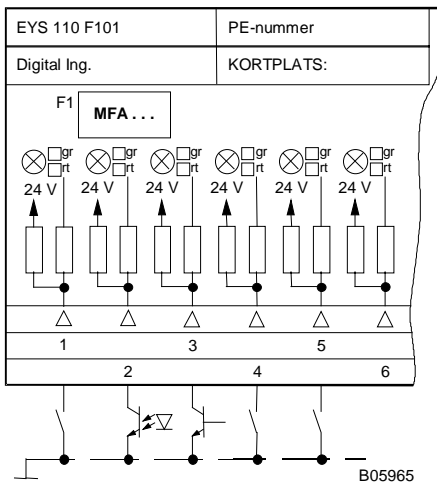 EYS 110 F101 PE-nummer
Digital Ing. KORTPLATS:
F1 MFA . . .
gr gr gr gr gr gr
rt rt rt rt rt rt
24 V 24 V 24 V 24 V 24 V 24 V
1 3 5
2 4 6
B05965